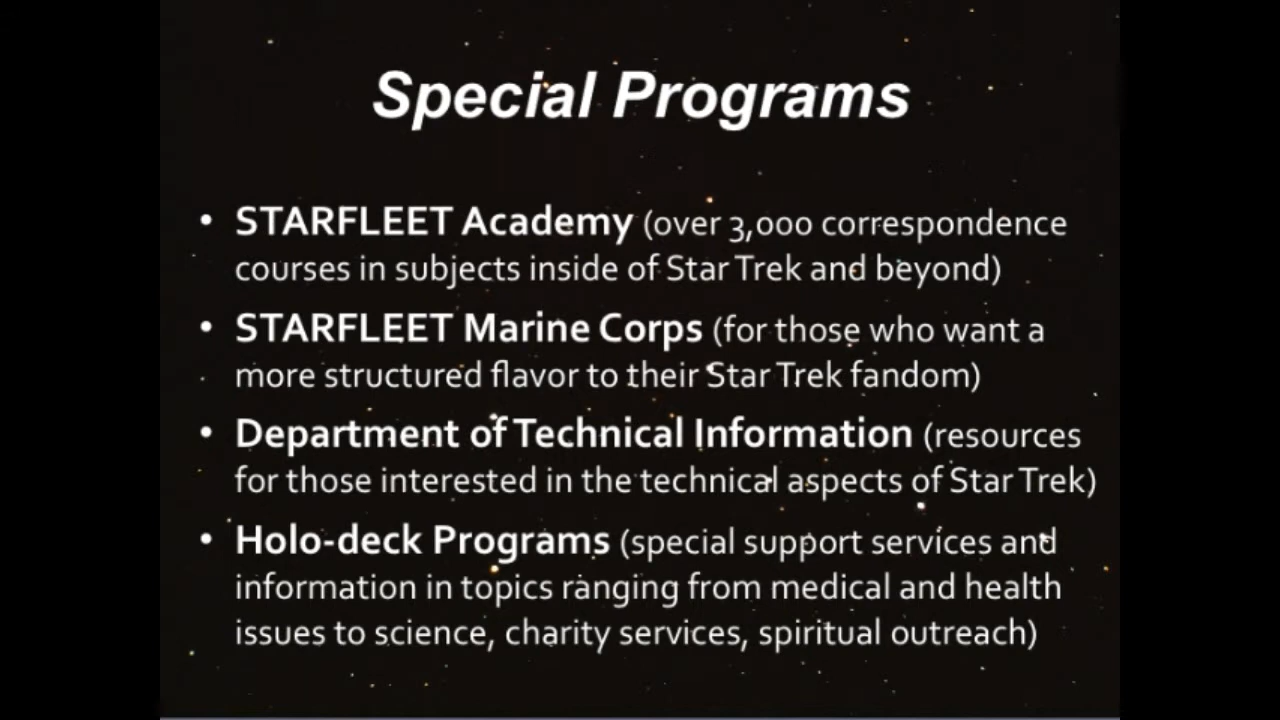 Special Programs
• STARFLEET Academy (over 3,000 correspondence
courses in subjects inside of Star Trek and beyond)
• STARFLEET Marine Corps (for those who want a
more structured flavor to their Star Trek fandom)
• Department of Technical Information (resources
for those interested in the technical aspects of Star Trek)
• Holo-deck Programs (special support services and
information in topics ranging from medical and health
issues to science, charity services, spiritual outreach)